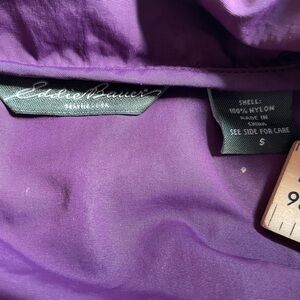 Eddie Bauer
SEATTLE • USA
SHELL:
100% NYLON
MADE IN
CHINA
SEE SIDE FOR CARE
S